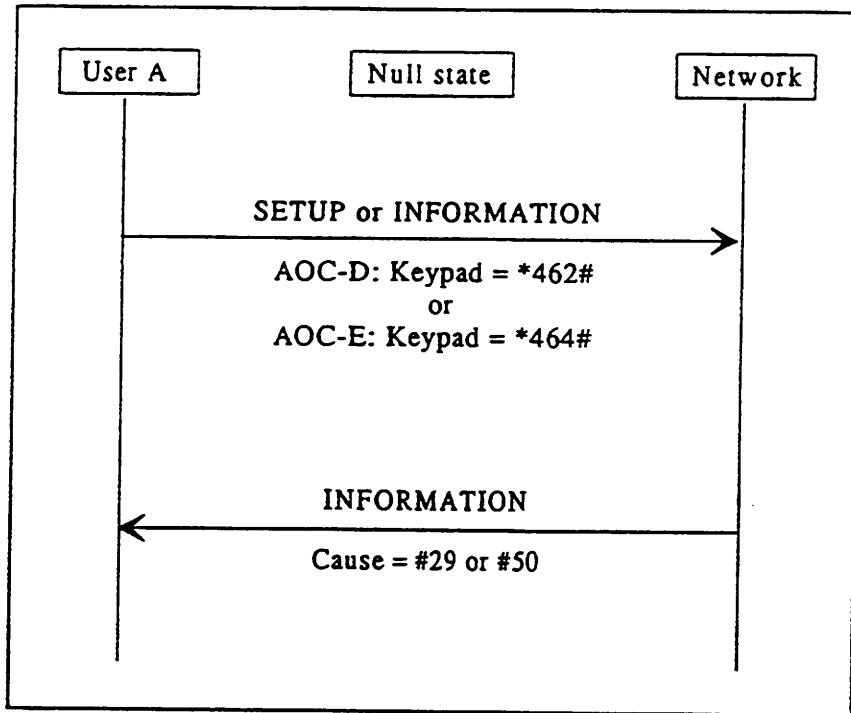 User A
Null state
Network
SETUP or INFORMATION
AOC-D: Keypad = *462#
or
AOC-E: Keypad = *464#
INFORMATION
Cause = #29 or #50